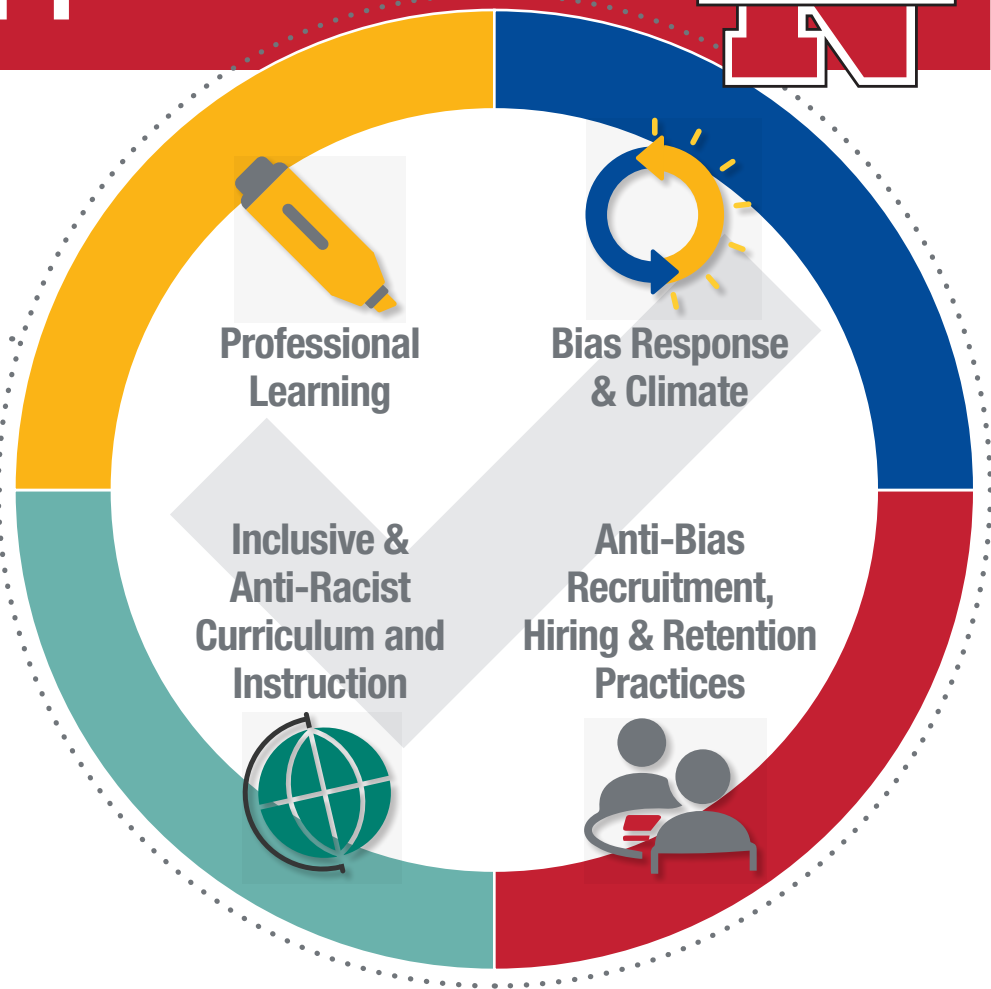 N
Professional
Learning
Bias Response
& Climate
Inclusive &
Anti-Racist
Curriculum and
Instruction
Anti-Bias
Recruitment,
Hiring & Retention
Practices